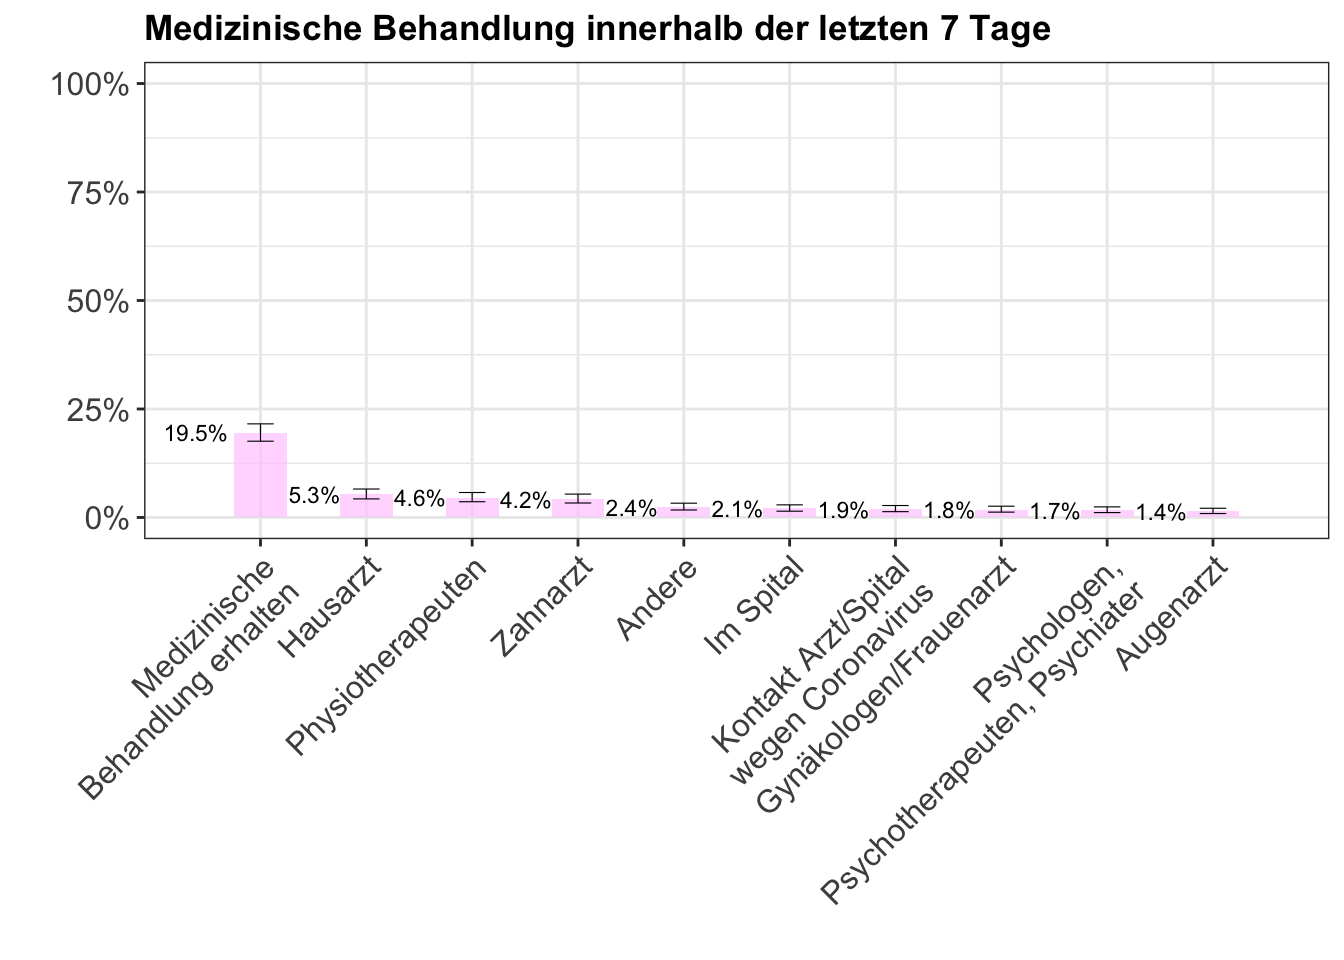 Medizinische Behandlung innerhalb der letzten 7 Tage
100%
75%
50%
25%
0%
19.5%
5.3%
4.6%
4.2%
2.4%
2.1%
1.9%
1.8%
1.7%
1.4%
Medizinische
Behandlung erhalten
Hausarzt
Physiotherapeuten
Zahnarzt
Andere
Im Spital
Kontakt Arzt/Spital
wegen Coronavirus
Gynäkologen/Frauenarzt
Psychologen,
Psychotherapeuten, Psychiater
Augenarzt